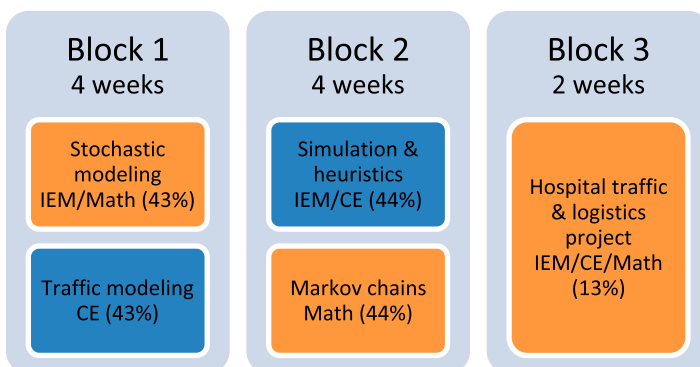 Block 1
4 weeks
Stochastic
modeling
IEM/Math (43%)
Traffic modeling
CE (43%)
Block 2
4 weeks
Simulation &
heuristics
IEM/CE (44%)
Markov chains
Math (44%)
Block 3
2 weeks
Hospital traffic
& logistics
project
IEM/CE/Math
(13%)